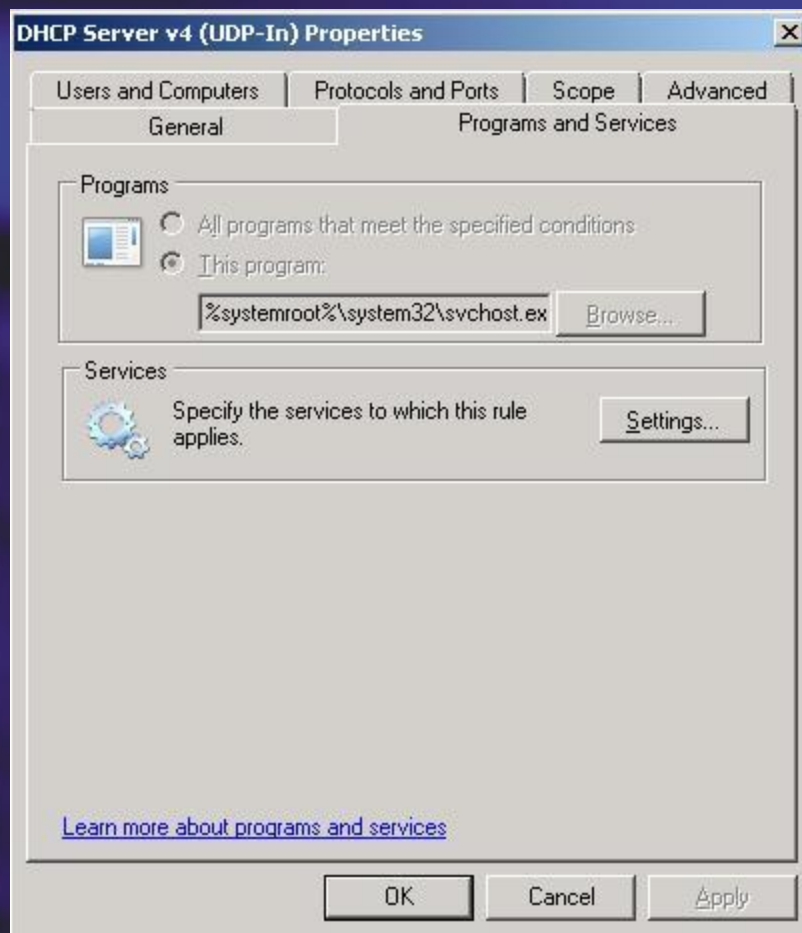 DHCP Server v4 (UDP-In) Properties
Users and Computers
Protocols and Ports
Scope
Advanced
General
Programs and Services
Programs
All programs that meet the specified conditions
This program:
%systemroot%\system32\svchost.ex
Browse...
Services
Specify the services to which this rule
applies.
Settings...
Learn more about programs and services
OK
Cancel
Apply